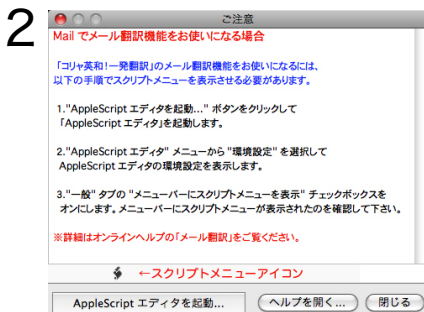 2
ご注意
Mail でメール翻訳機能をお使いになる場合
「コリャ英和!一発翻訳」のメール翻訳機能をお使いになるには、
以下の手順でスクリプトメニューを表示させる必要があります。
1."AppleScript エディタを起動..." ボタンをクリックして
「AppleScript エディタ」を起動します。
2."AppleScript エディタ" メニューから "環境設定" を選択して
AppleScript エディタの環境設定を表示します。
3."一般" タブの "メニューバーにスクリプトメニューを表示" チェックボックスを
オンにします。メニューバーにスクリプトメニューが表示されたのを確認して下さい。
※詳細はオンラインヘルプの「メール翻訳」をご覧ください。
←スクリプトメニューアイコン
AppleScript エディタを起動... ヘルプを開く... 閉じる